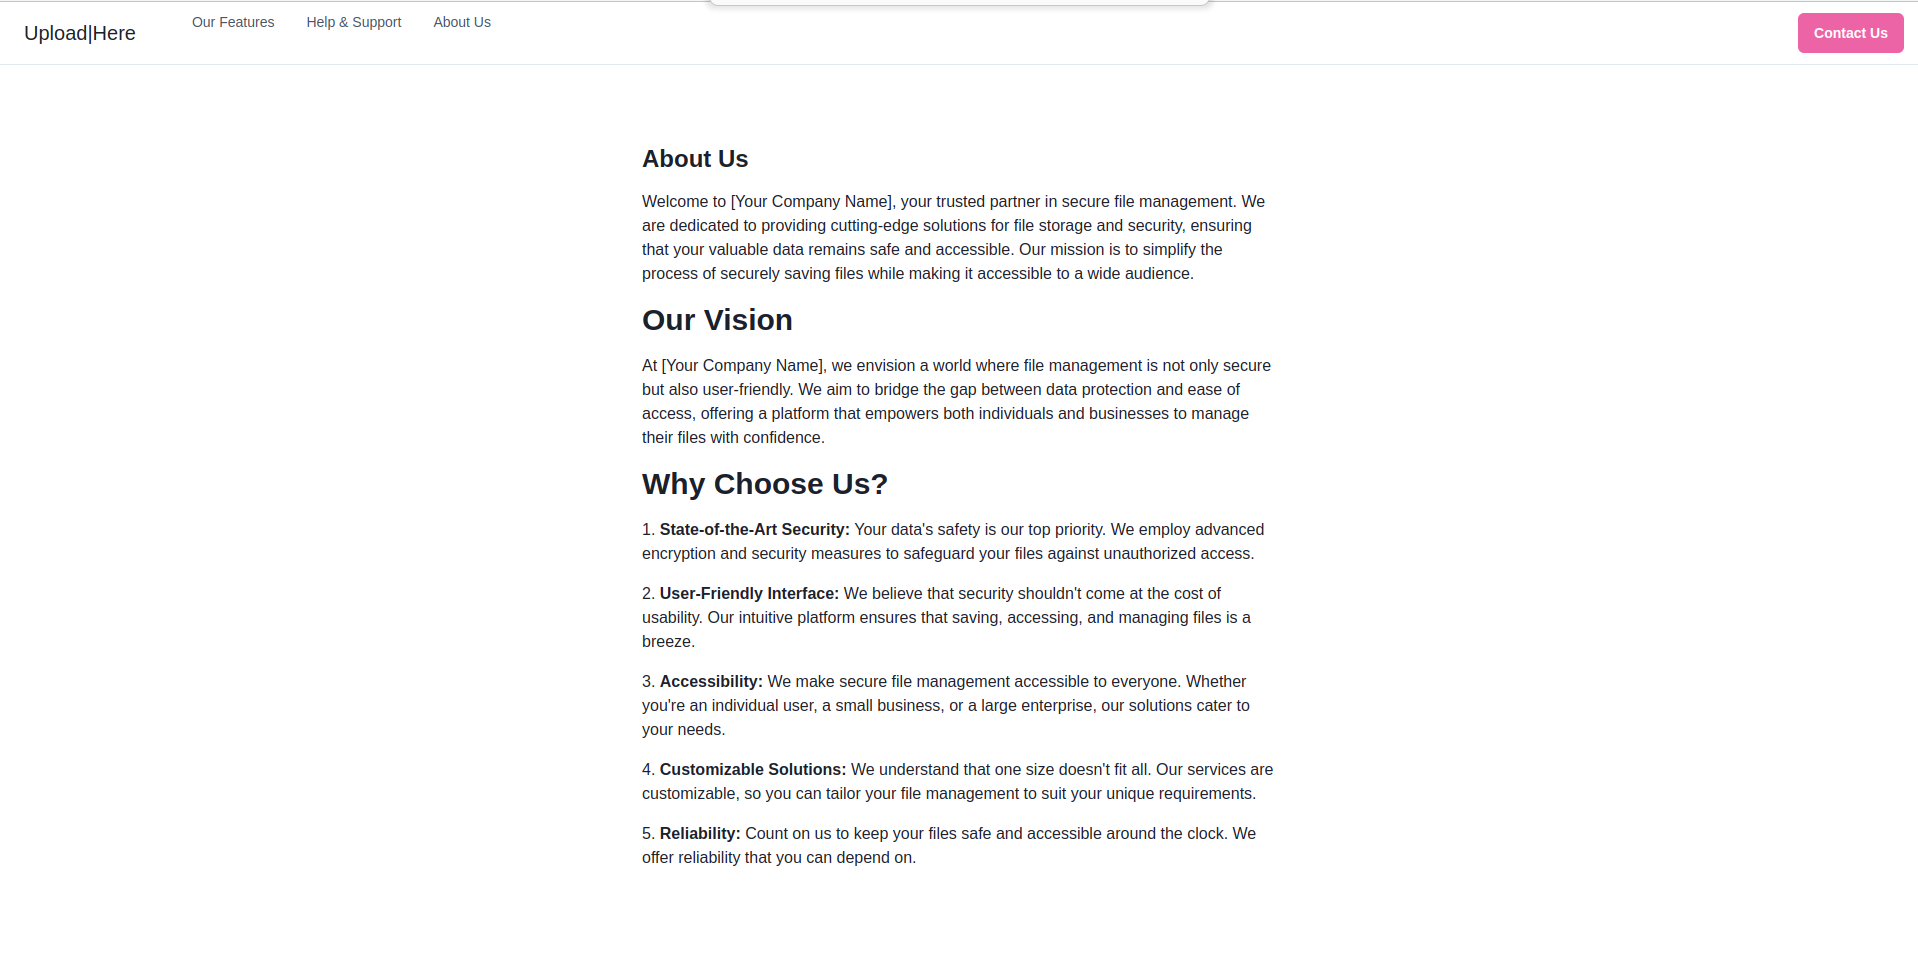 Upload|Here
Our Features
Help & Support
About Us
Contact Us
About Us
Welcome to [Your Company Name], your trusted partner in secure file management. We
are dedicated to providing cutting-edge solutions for file storage and security, ensuring
that your valuable data remains safe and accessible. Our mission is to simplify the
process of securely saving files while making it accessible to a wide audience.
Our Vision
At [Your Company Name], we envision a world where file management is not only secure
but also user-friendly. We aim to bridge the gap between data protection and ease of
access, offering a platform that empowers both individuals and businesses to manage
their files with confidence.
Why Choose Us?
1. State-of-the-Art Security: Your data's safety is our top priority. We employ advanced
encryption and security measures to safeguard your files against unauthorized access.
2. User-Friendly Interface: We believe that security shouldn't come at the cost of
usability. Our intuitive platform ensures that saving, accessing, and managing files is a
breeze.
3. Accessibility: We make secure file management accessible to everyone. Whether
you're an individual user, a small business, or a large enterprise, our solutions cater to
your needs.
4. Customizable Solutions: We understand that one size doesn't fit all. Our services are
customizable, so you can tailor your file management to suit your unique requirements.
5. Reliability: Count on us to keep your files safe and accessible around the clock. We
offer reliability that you can depend on.